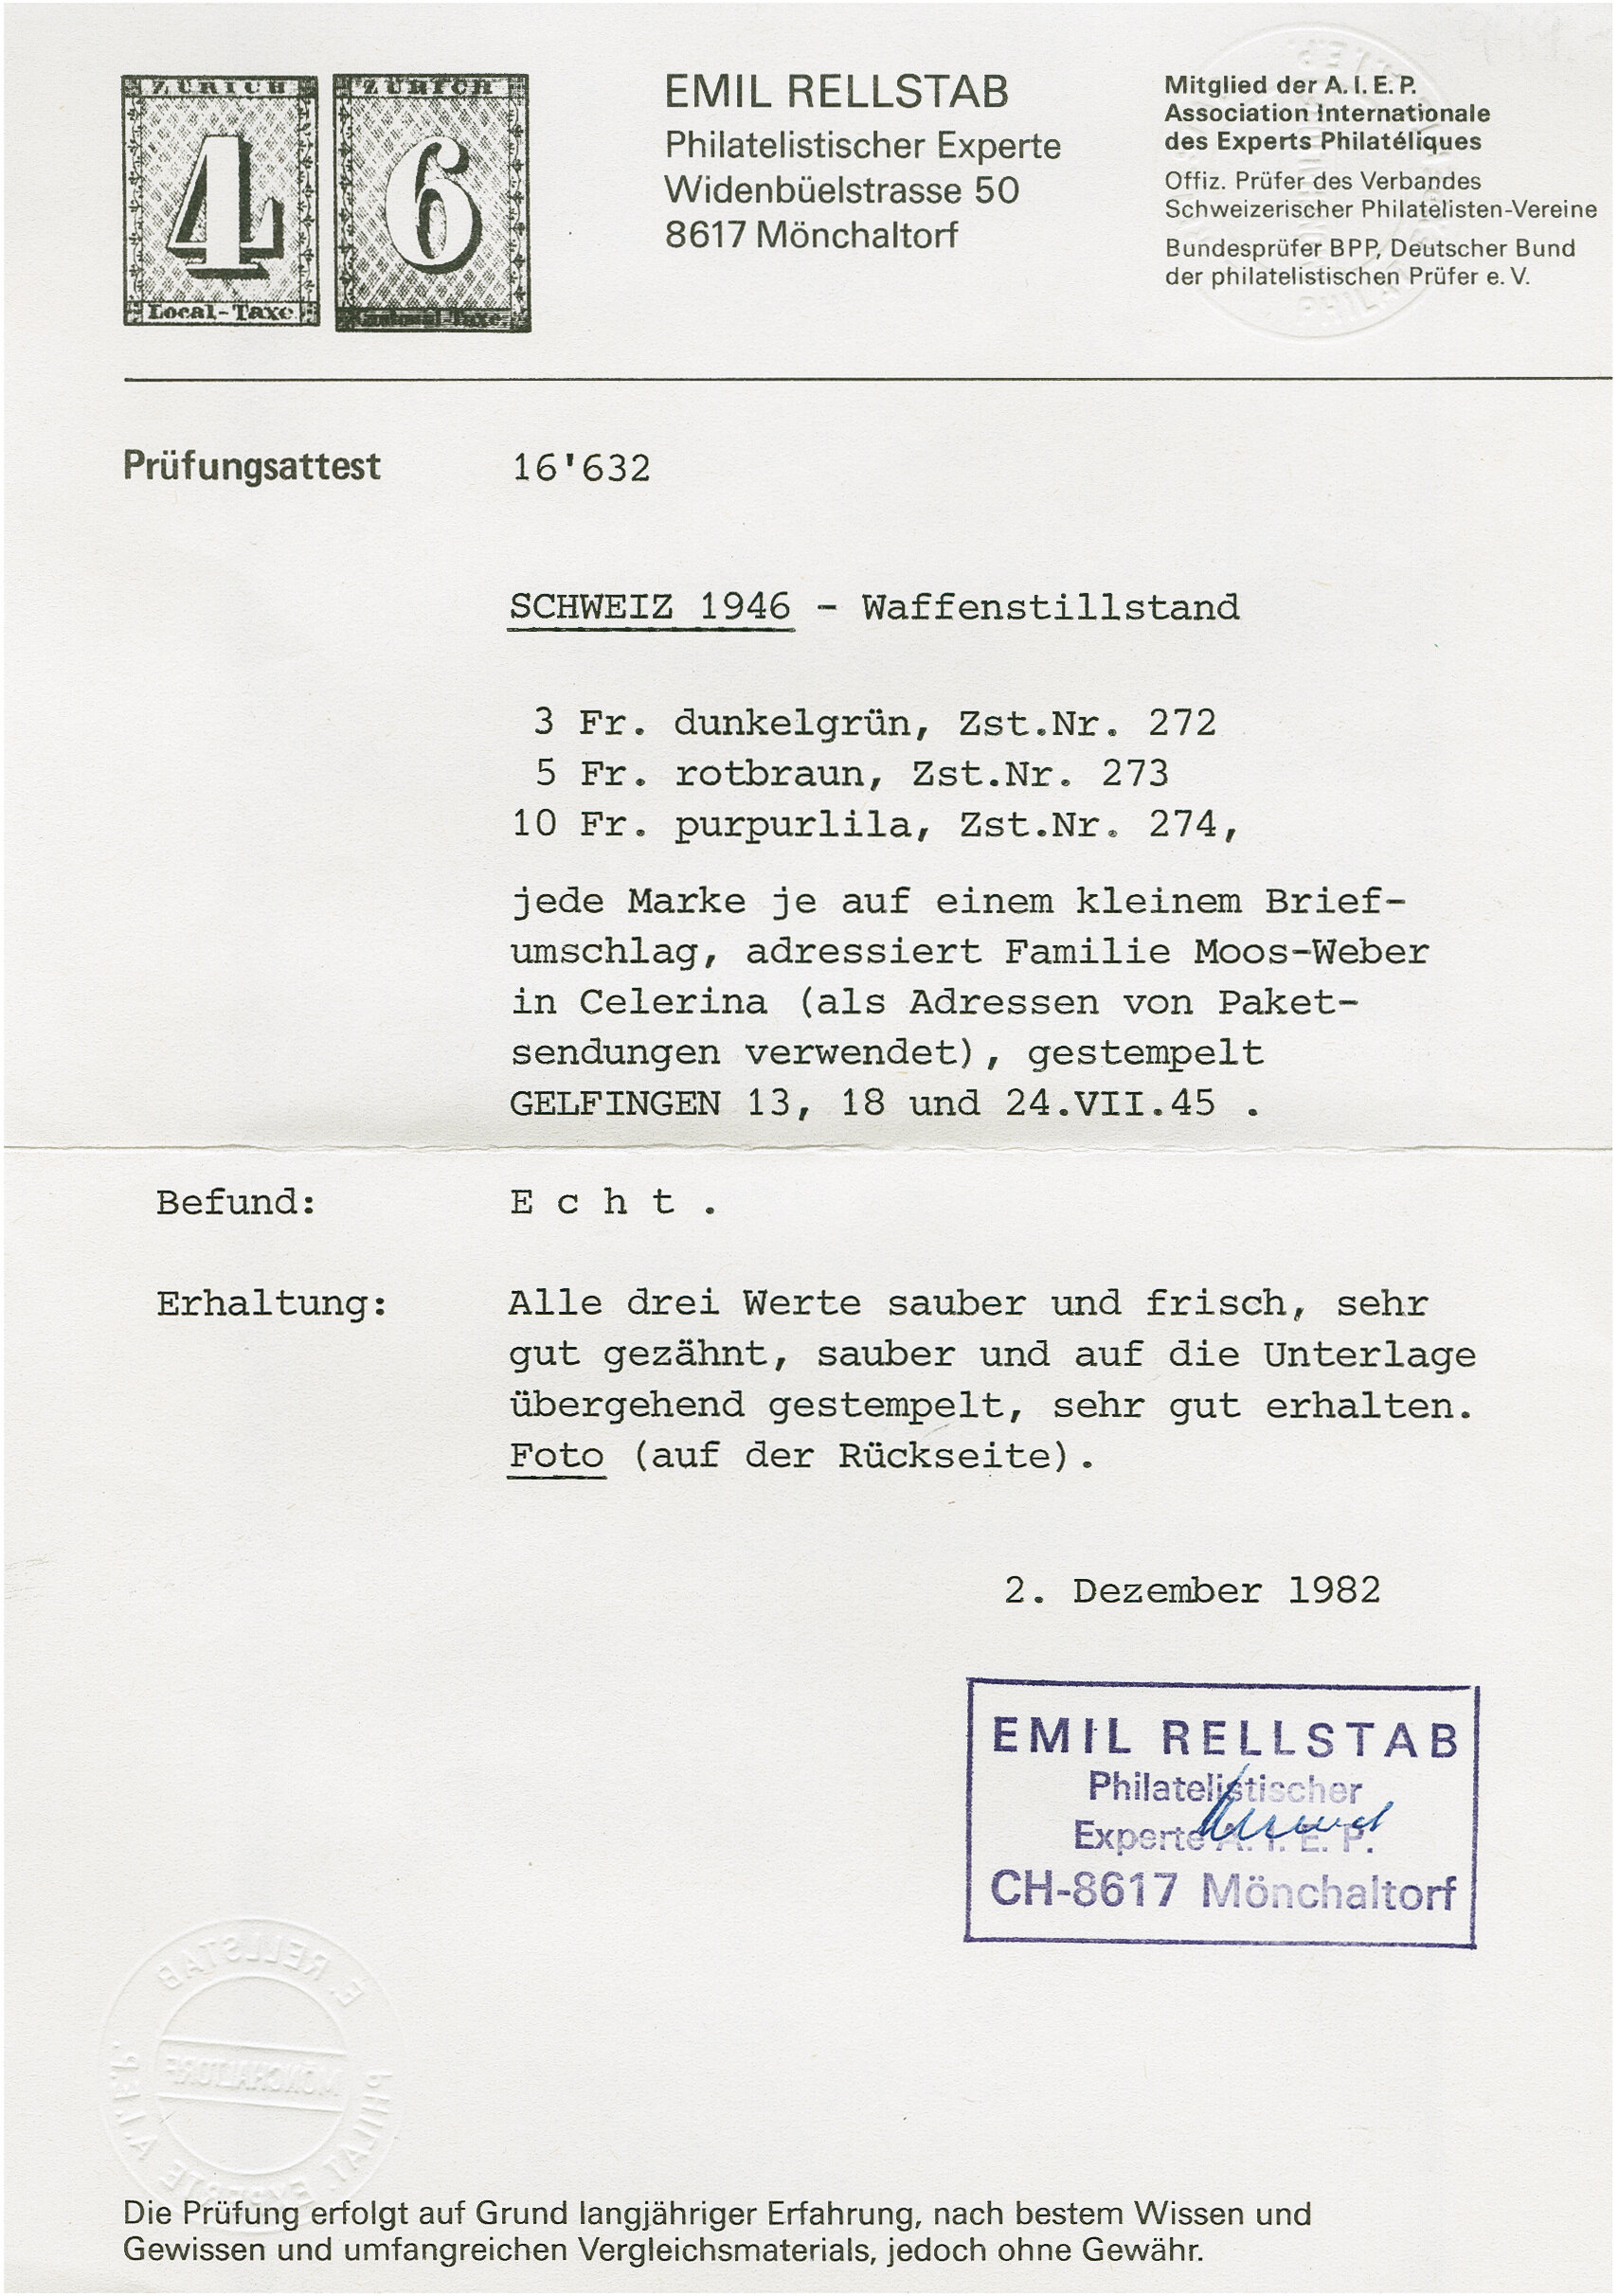 ZÜRICH
4
Local-Taxe
ZÜRICH
6
Cantonal-Taxe.
EMIL RELLSTAB
Philatelistischer Experte
Widenbüelstrasse 50
8617 Mönchaltorf
Mitglied der A.I.E.P.
Association Internationale
des Experts Philatéliques
Offiz. Prüfer des Verbandes
Schweizerischer Philatelisten-Vereine
Bundesprüfer BPP, Deutscher Bund
der philatelistischen Prüfer e. V.
Prüfungsattest 16'632
SCHWEIZ 1946 - Waffenstillstand
3 Fr. dunkelgrün, Zst.Nr. 272
5 Fr. rotbraun, Zst.Nr. 273
10 Fr. purpurlila, Zst.Nr. 274,
jede Marke je auf einem kleinem Brief-
umschlag, adressiert Familie Moos-Weber
in Celerina (als Adressen von Paket-
sendungen verwendet), gestempelt
GELFINGEN 13, 18 und 24.VII.45 .
Befund: E c h t .
Erhaltung: Alle drei Werte sauber und frisch, sehr
gut gezähnt, sauber und auf die Unterlage
übergehend gestempelt, sehr gut erhalten.
Foto (auf der Rückseite).
2. Dezember 1982
EMIL RELLSTAB
Philatelistischer
Experte A. I. E. P.
CH-8617 Mönchaltorf
E. RELLSTAB
MÖNCHALTORF
PHILAT. EXPERTE A.I.E.P.
Die Prüfung erfolgt auf Grund langjähriger Erfahrung, nach bestem Wissen und
Gewissen und umfangreichen Vergleichsmaterials, jedoch ohne Gewähr.